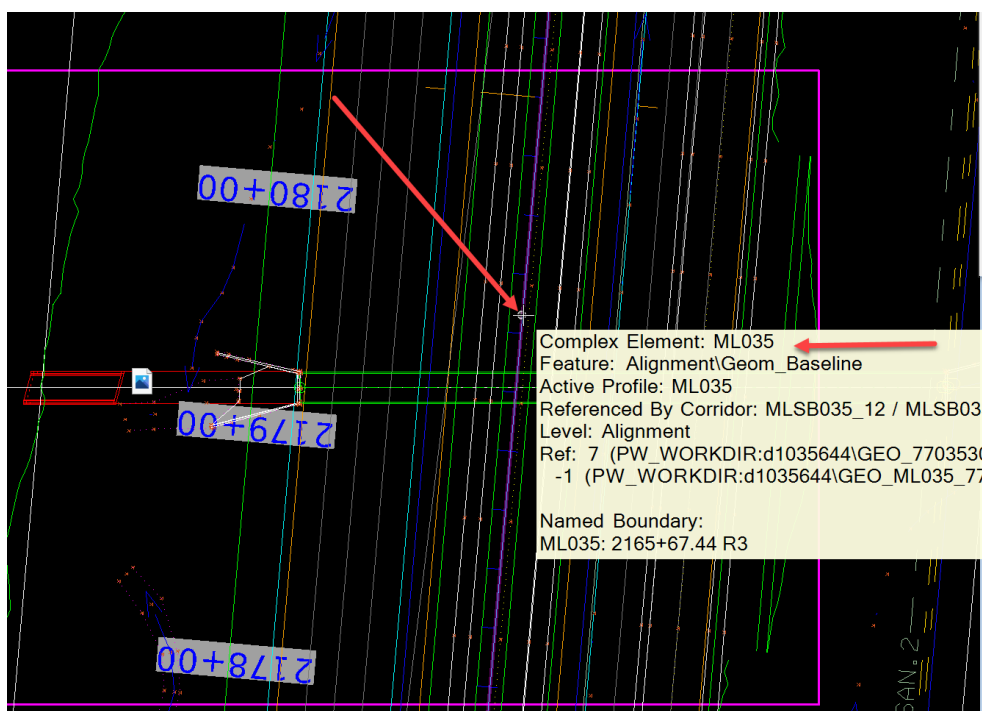 2180+00
Complex Element: ML035
Feature: Alignment\Geom_Baseline
Active Profile: ML035
Referenced By Corridor: MLSB035_12 / MLSB03
Level: Alignment
Ref: 7 (PW_WORKDIR:d1035644\GEO_7703530
-1 (PW_WORKDIR:d1035644\GEO_ML035_77
Named Boundary:
ML035: 2165+67.44 R3
2179+00
2178+00
SAN.2